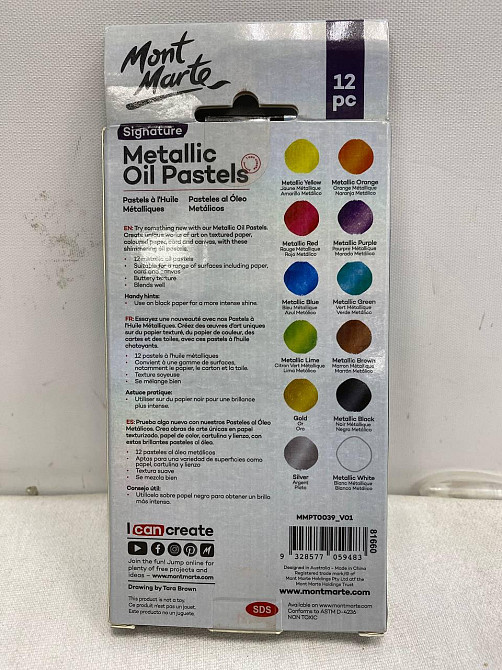 Mont
Marte
12
pc
Signature
Metallic
Oil Pastels
Pastels à l'Huile
Métalliques
Pasteles al Óleo
Metálicos
EN: Try something new with our Metallic Oil Pastels.
Create unique works of art on textured paper,
coloured paper, card and canvas, with these
shimmering oil pastels.
• 12 metallic oil pastels
• Suitable for a range of surfaces including paper,
card and canvas
• Buttery texture
• Blends well
Handy hints:
• Use on black paper for a more intense shine.
FR: Essayez une nouveauté avec nos Pastels à
l'Huile Métalliques. Créez des œuvres d'art uniques
sur du papier texturé, du papier de couleur, des
cartes et des toiles, avec ces pastels à l'huile
chatoyants.
• 12 pastels à l'huile métalliques
• Convient à une gamme de surfaces,
notamment le papier, le carton et la toile.
• Texture soyeuse
• Se mélange bien
Astuce pratique:
• Utiliser sur du papier noir pour une brillance
plus intense.
ES: Prueba algo nuevo con nuestros Pasteles al Óleo
Metálicos. Crea obras de arte únicas en papel
texturizado, papel de color, cartulina y lienzo, con
estos brillantes pasteles al óleo.
• 12 pasteles al óleo metálicos
• Aptas para una variedad de superficies como
papel, cartulina y lienzo
• Textura suave
• Se mezcla bien
Consejo útil:
• Utilícelo sobre papel negro para obtener un brillo
más intenso.
Metallic Yellow
Jaune Métallique
Amarillo Metálico
Metallic Orange
Orange Métallique
Naranja Metálico
Metallic Red
Rouge Métallique
Rojo Metálico
Metallic Purple
Pourpre Métallique
Morado Metálico
Metallic Blue
Bleu Métallique
Azul Metálico
Metallic Green
Vert Métallique
Verde Metálico
Metallic Lime
Citron Vert Métallique
Lima Metálico
Metallic Brown
Marron Métallique
Marrón Metálico
Gold
Or
Oro
Metallic Black
Noir Métallique
Negro Metálico
Silver
Argent
Plata
Metallic White
Blanc Métallique
Blanco Metálico
MMPT0039_V01
81660
9 328577 059483
I can create
Join the fun! Jump online for
plenty of free projects and
ideas – www.montmarte.com
Drawing by Tara Brown
This product is not a toy.
Ce produit n'est pas un jouet.
Este producto no es un juguete.
SDS
Designed in Australia - Made in China
Registered trade mark/® of
Mont Marte Holdings Pty Ltd atf the
Mont Marte Holdings Trust
www.montmarte.com
Available on www.montmarte.com
Conforms to ASTM D-4236
NON TOXIC